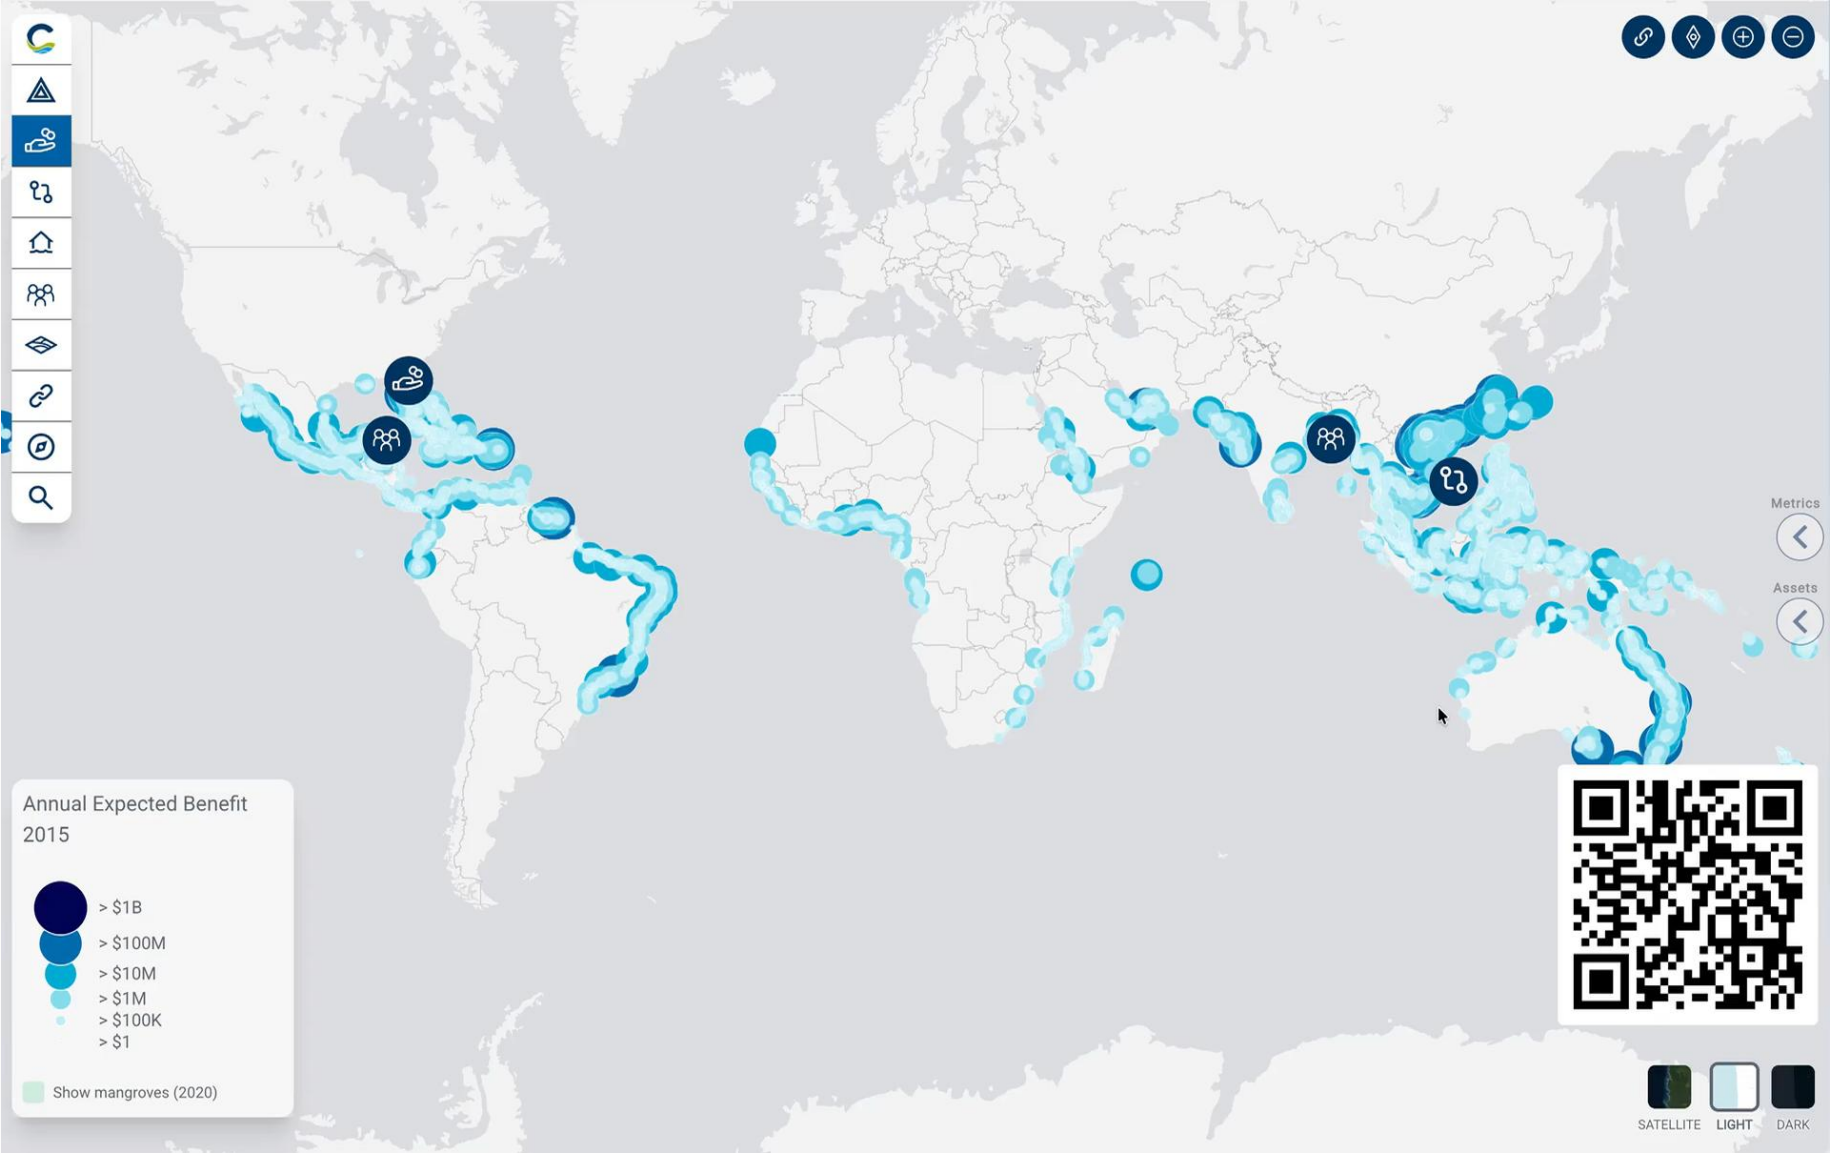 Metrics
Assets
Annual Expected Benefit
2015
> $1B
> $100M
> $10M
> $1M
> $100K
> $1
Show mangroves (2020)
SATELLITE
LIGHT
DARK